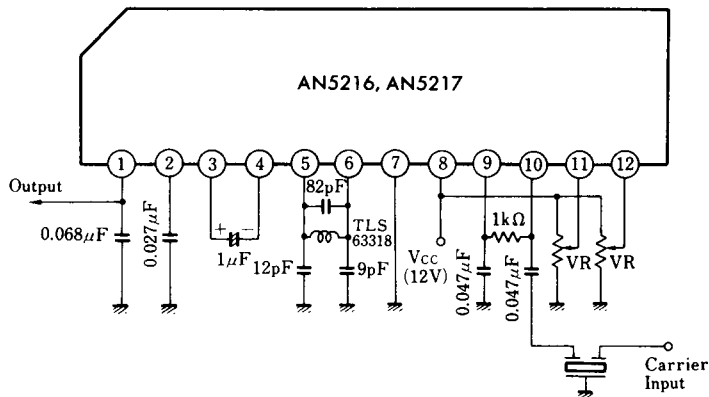 AN5216, AN5217
1 2 3 4 5 6 7 8 9 10 11 12
Output
82pF
0.068μF
0.027μF
+ −
1μF
TLS
63318
12pF
9pF
VCC
(12V)
1kΩ
0.047μF
0.047μF
VR
VR
Carrier
Input